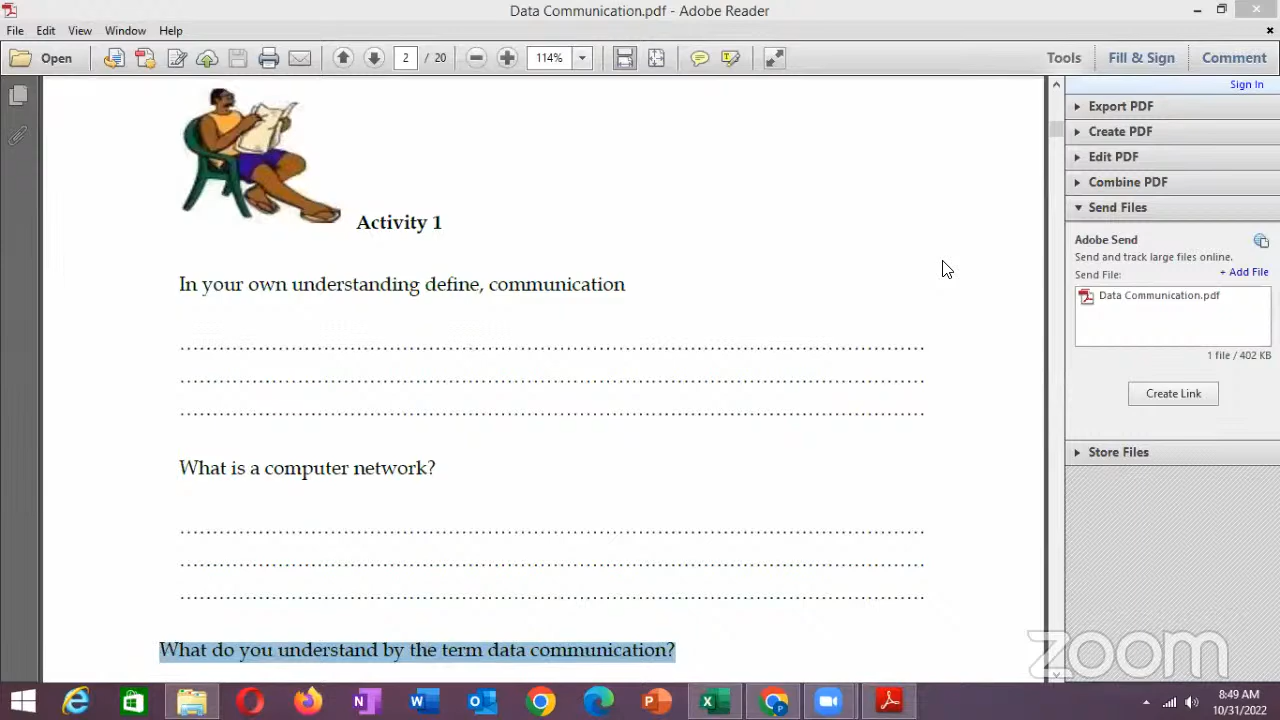 Data Communication.pdf - Adobe Reader
File Edit View Window Help
Open 2 / 20 114% Tools Fill & Sign Comment
Sign In
Export PDF
Create PDF
Edit PDF
Combine PDF
Send Files
Adobe Send
Send and track large files online.
Send File: + Add File
Data Communication.pdf
1 file / 402 KB
Create Link
Store Files
Activity 1
In your own understanding define, communication
What is a computer network?
What do you understand by the term data communication?
zoom
8:49 AM
10/31/2022